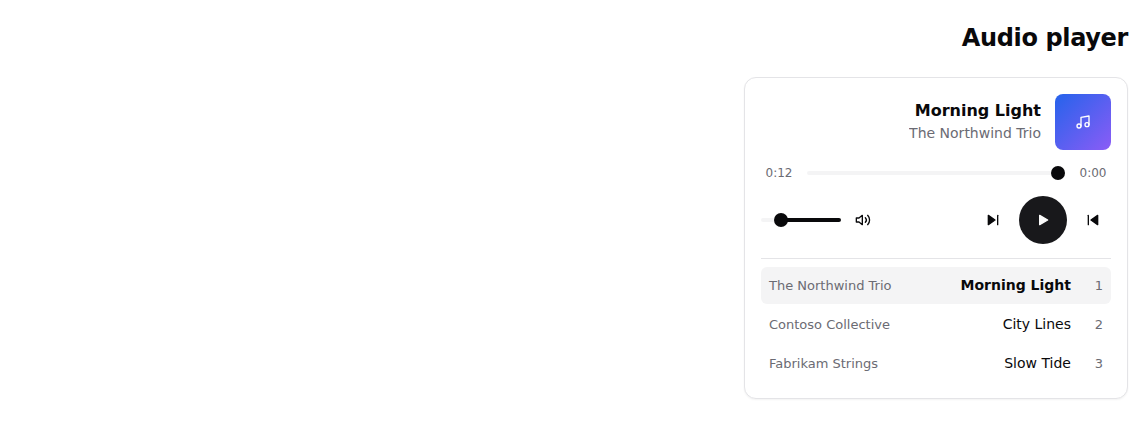 Audio player
Morning Light
The Northwind Trio
0:00 0:12
1 Morning Light The Northwind Trio
2 City Lines Contoso Collective
3 Slow Tide Fabrikam Strings